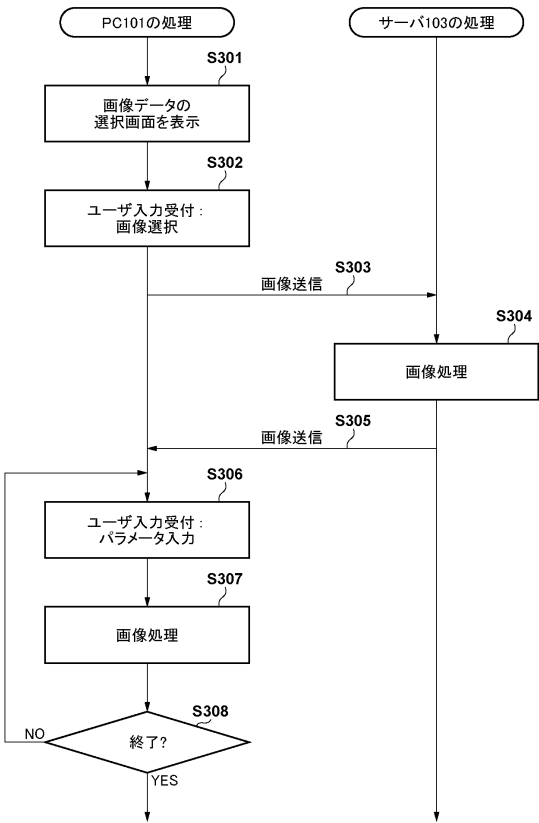 PC101の処理
サーバ103の処理
S301
画像データの
選択画面を表示
S302
ユーザ入力受付：
画像選択
画像送信
S303
S304
画像処理
画像送信
S305
S306
ユーザ入力受付：
パラメータ入力
S307
画像処理
S308
終了?
NO
YES